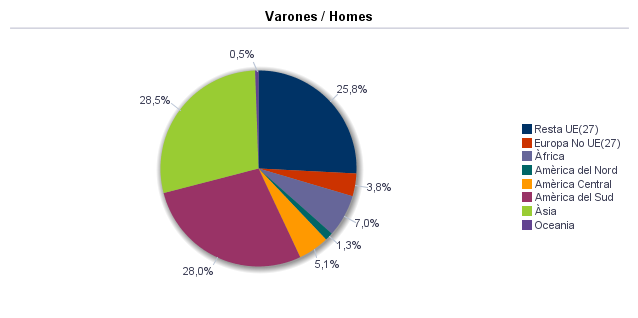 Varones / Homes
0,5%
25,8%
28,5%
3,8%
7,0%
1,3%
5,1%
28,0%
Resta UE(27)
Europa No UE(27)
Àfrica
Amèrica del Nord
Amèrica Central
Amèrica del Sud
Àsia
Oceania